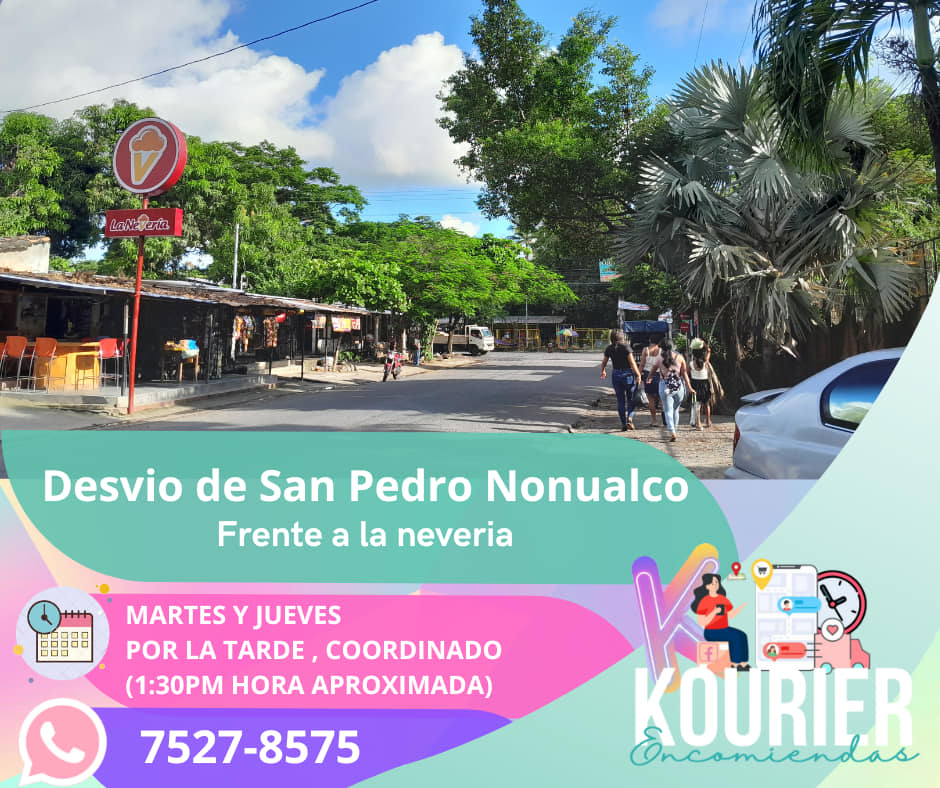 La Nevería
Desvio de San Pedro Nonualco
Frente a la neveria
MARTES Y JUEVES
POR LA TARDE , COORDINADO
(1:30PM HORA APROXIMADA)
7527-8575
K
KOURIER
Encomiendas